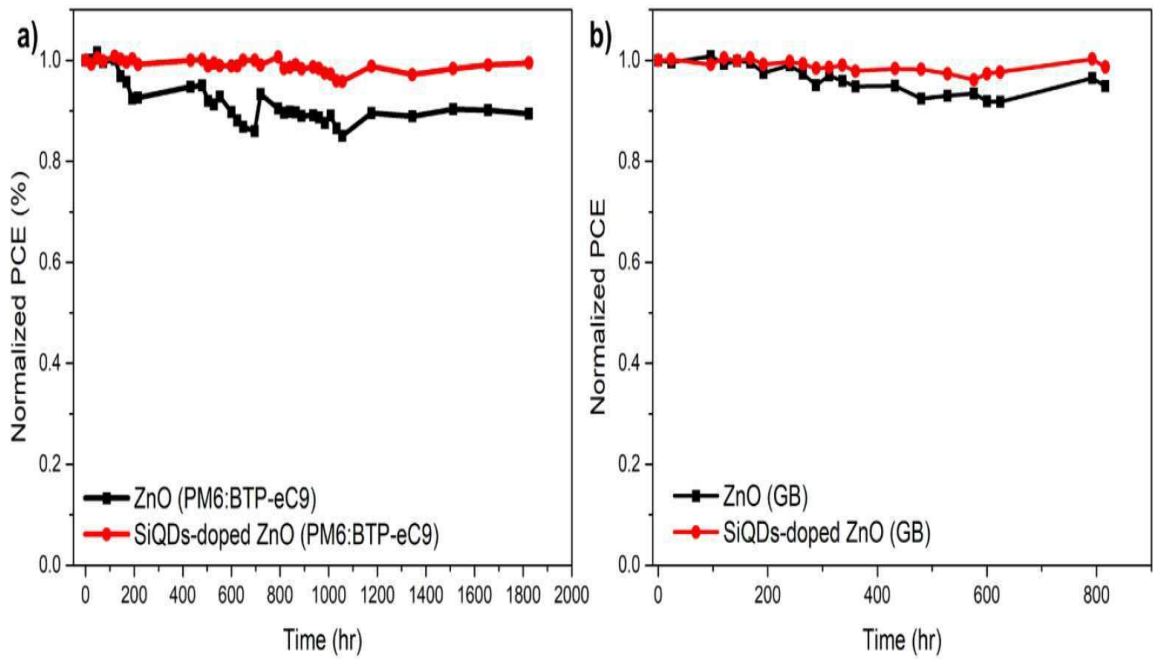 a)
Normalized PCE (%)
1.0
0.8
0.6
0.4
0.2
0.0
ZnO (PM6:BTP-eC9)
SiQDs-doped ZnO (PM6:BTP-eC9)
0 200 400 600 800 1000 1200 1400 1600 1800 2000
Time (hr)
b)
Normalized PCE
1.0
0.8
0.6
0.4
0.2
0.0
ZnO (GB)
SiQDs-doped ZnO (GB)
0 200 400 600 800
Time (hr)